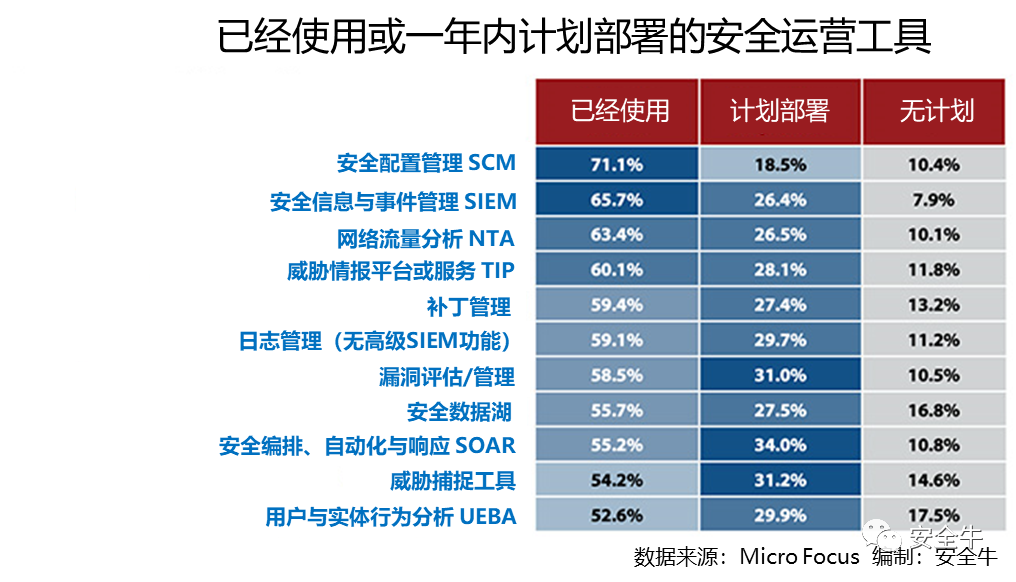 已经使用或一年内计划部署的安全运营工具
已经使用 计划部署 无计划
安全配置管理 SCM 71.1% 18.5% 10.4%
安全信息与事件管理 SIEM 65.7% 26.4% 7.9%
网络流量分析 NTA 63.4% 26.5% 10.1%
威胁情报平台或服务 TIP 60.1% 28.1% 11.8%
补丁管理 59.4% 27.4% 13.2%
日志管理（无高级SIEM功能） 59.1% 29.7% 11.2%
漏洞评估/管理 58.5% 31.0% 10.5%
安全数据湖 55.7% 27.5% 16.8%
安全编排、自动化与响应 SOAR 55.2% 34.0% 10.8%
威胁捕捉工具 54.2% 31.2% 14.6%
用户与实体行为分析 UEBA 52.6% 29.9% 17.5%
安全牛
数据来源：Micro Focus 编制：安全牛